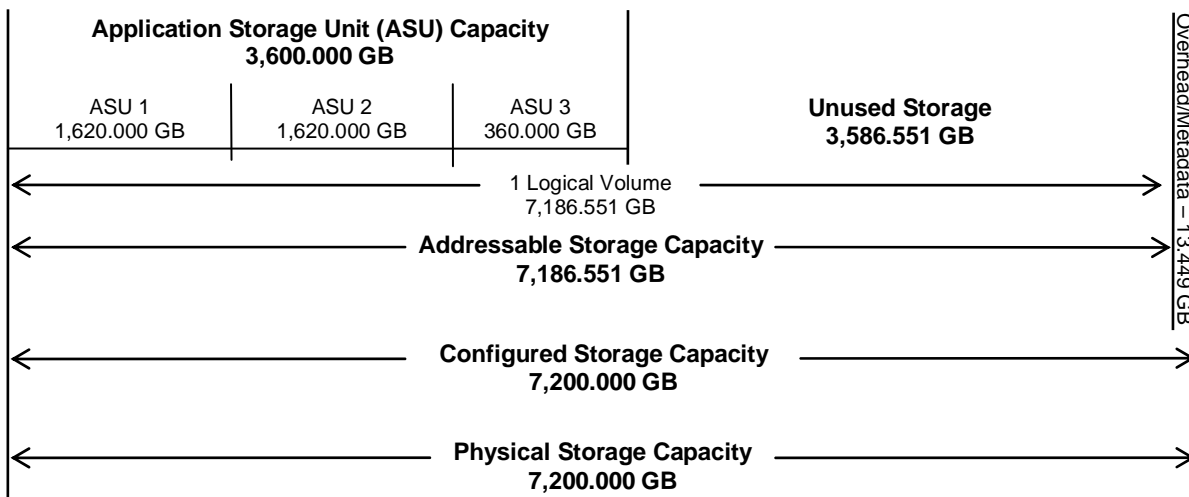 Application Storage Unit (ASU) Capacity
3,600.000 GB
ASU 1
1,620.000 GB
ASU 2
1,620.000 GB
ASU 3
360.000 GB
Unused Storage
3,586.551 GB
Overhead/Metadata – 13.449 GB
1 Logical Volume
7,186.551 GB
Addressable Storage Capacity
7,186.551 GB
Configured Storage Capacity
7,200.000 GB
Physical Storage Capacity
7,200.000 GB